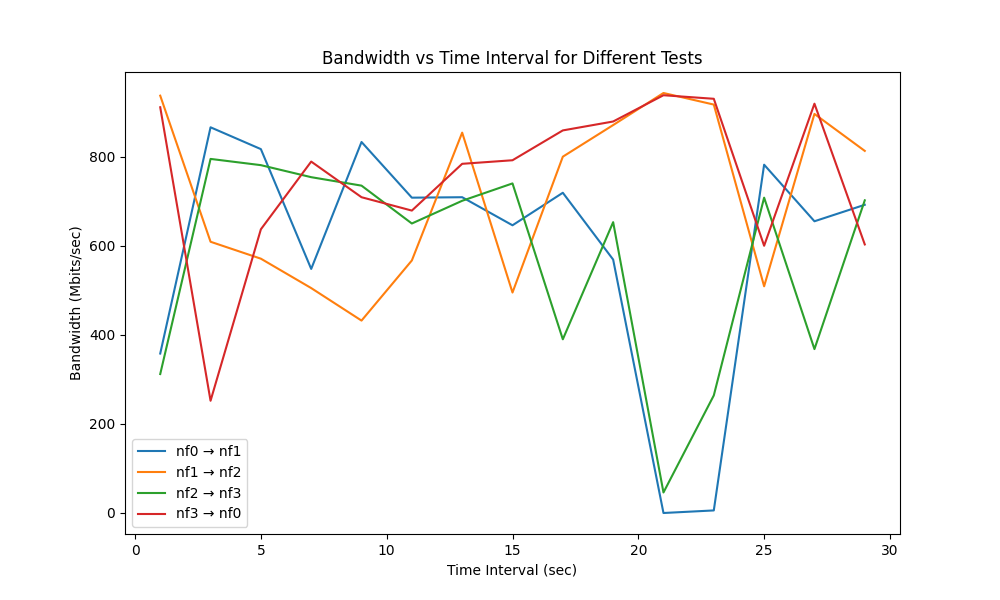 Bandwidth vs Time Interval for Different Tests
Bandwidth (Mbits/sec)
800
600
400
200
0
nf0 → nf1
nf1 → nf2
nf2 → nf3
nf3 → nf0
0 5 10 15 20 25 30
Time Interval (sec)